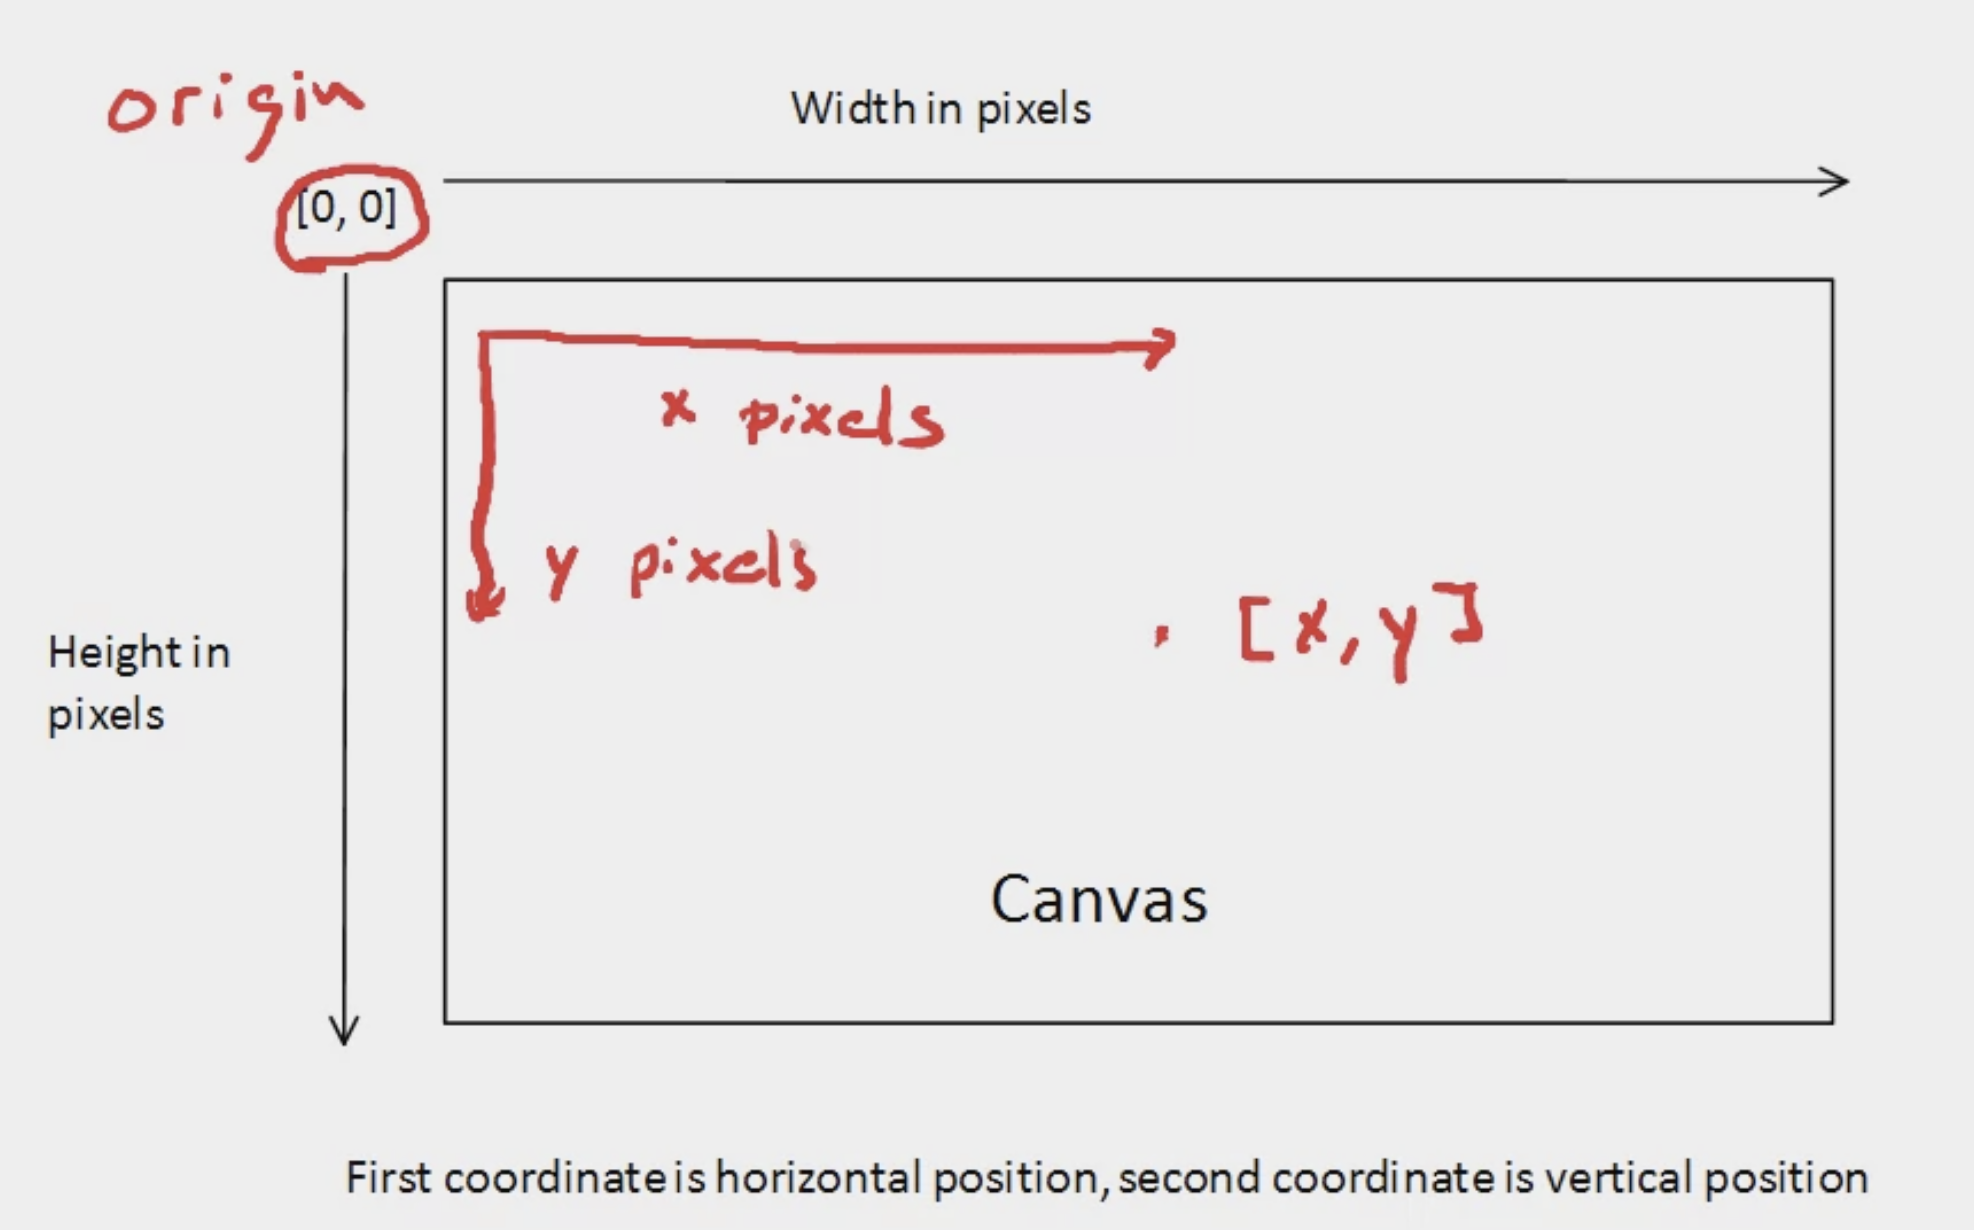 origin
Width in pixels
[0, 0]
x pixels
y pixels
. [x, y]
Height in
pixels
Canvas
First coordinate is horizontal position, second coordinate is vertical position